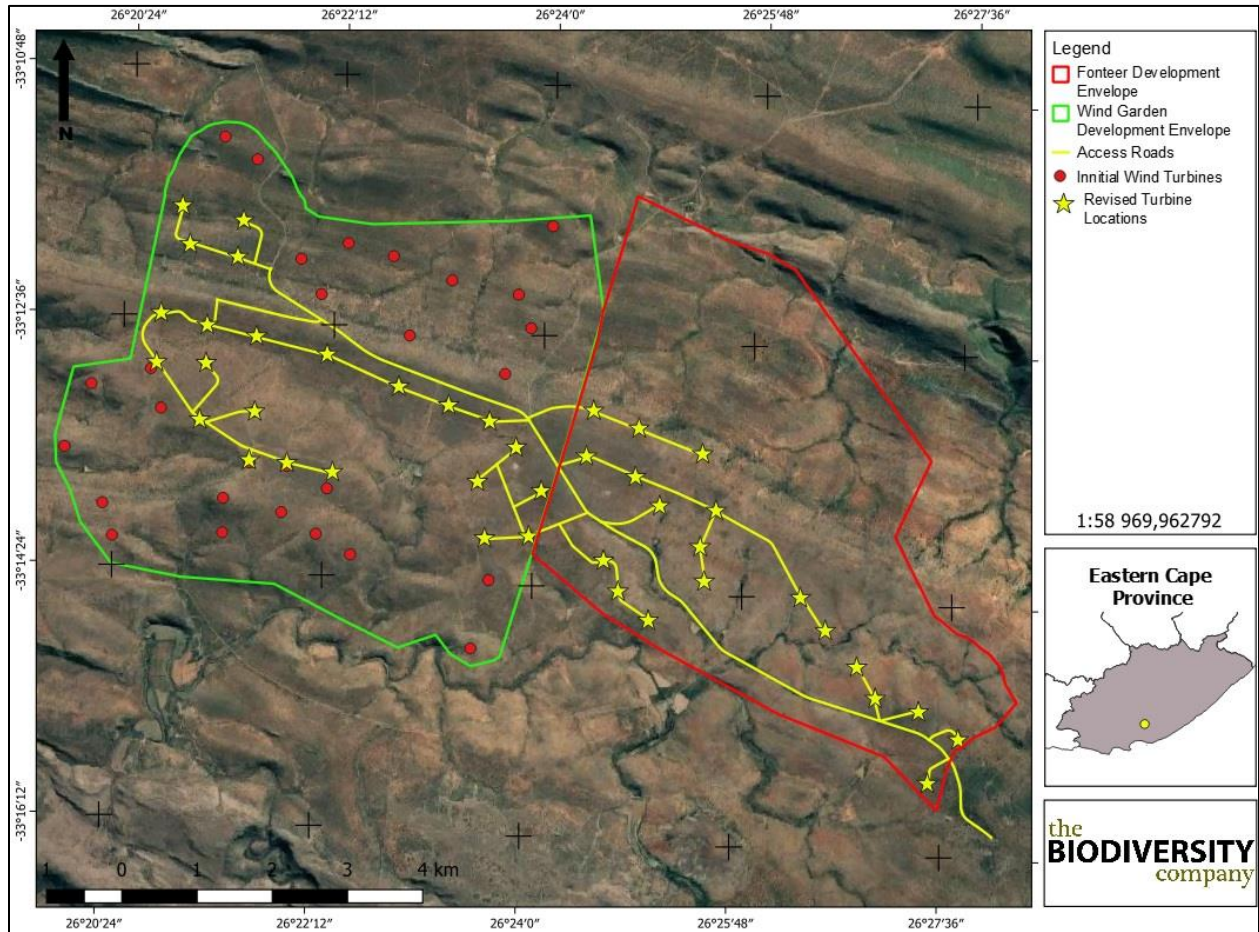 26°20'24" 26°22'12" 26°24'0" 26°25'48" 26°27'36"
-33°10'48"
-33°12'36"
-33°14'24"
-33°16'12"
N
1 0 1 2 3 4 km
26°20'24" 26°22'12" 26°24'0" 26°25'48" 26°27'36"
Legend
Fonteer Development
Envelope
Wind Garden
Development Envelope
Access Roads
Innitial Wind Turbines
Revised Turbine
Locations
1:58 969,962792
Eastern Cape
Province
the
BIODIVERSITY
company